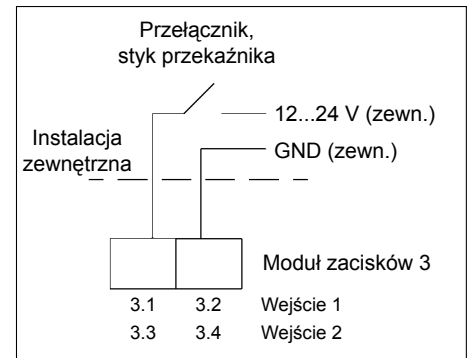 Przełącznik,
styk przekaźnika
12...24 V (zewn.)
Instalacja
zewnętrzna
GND (zewn.)
Moduł zacisków 3
3.1 3.2 Wejście 1
3.3 3.4 Wejście 2